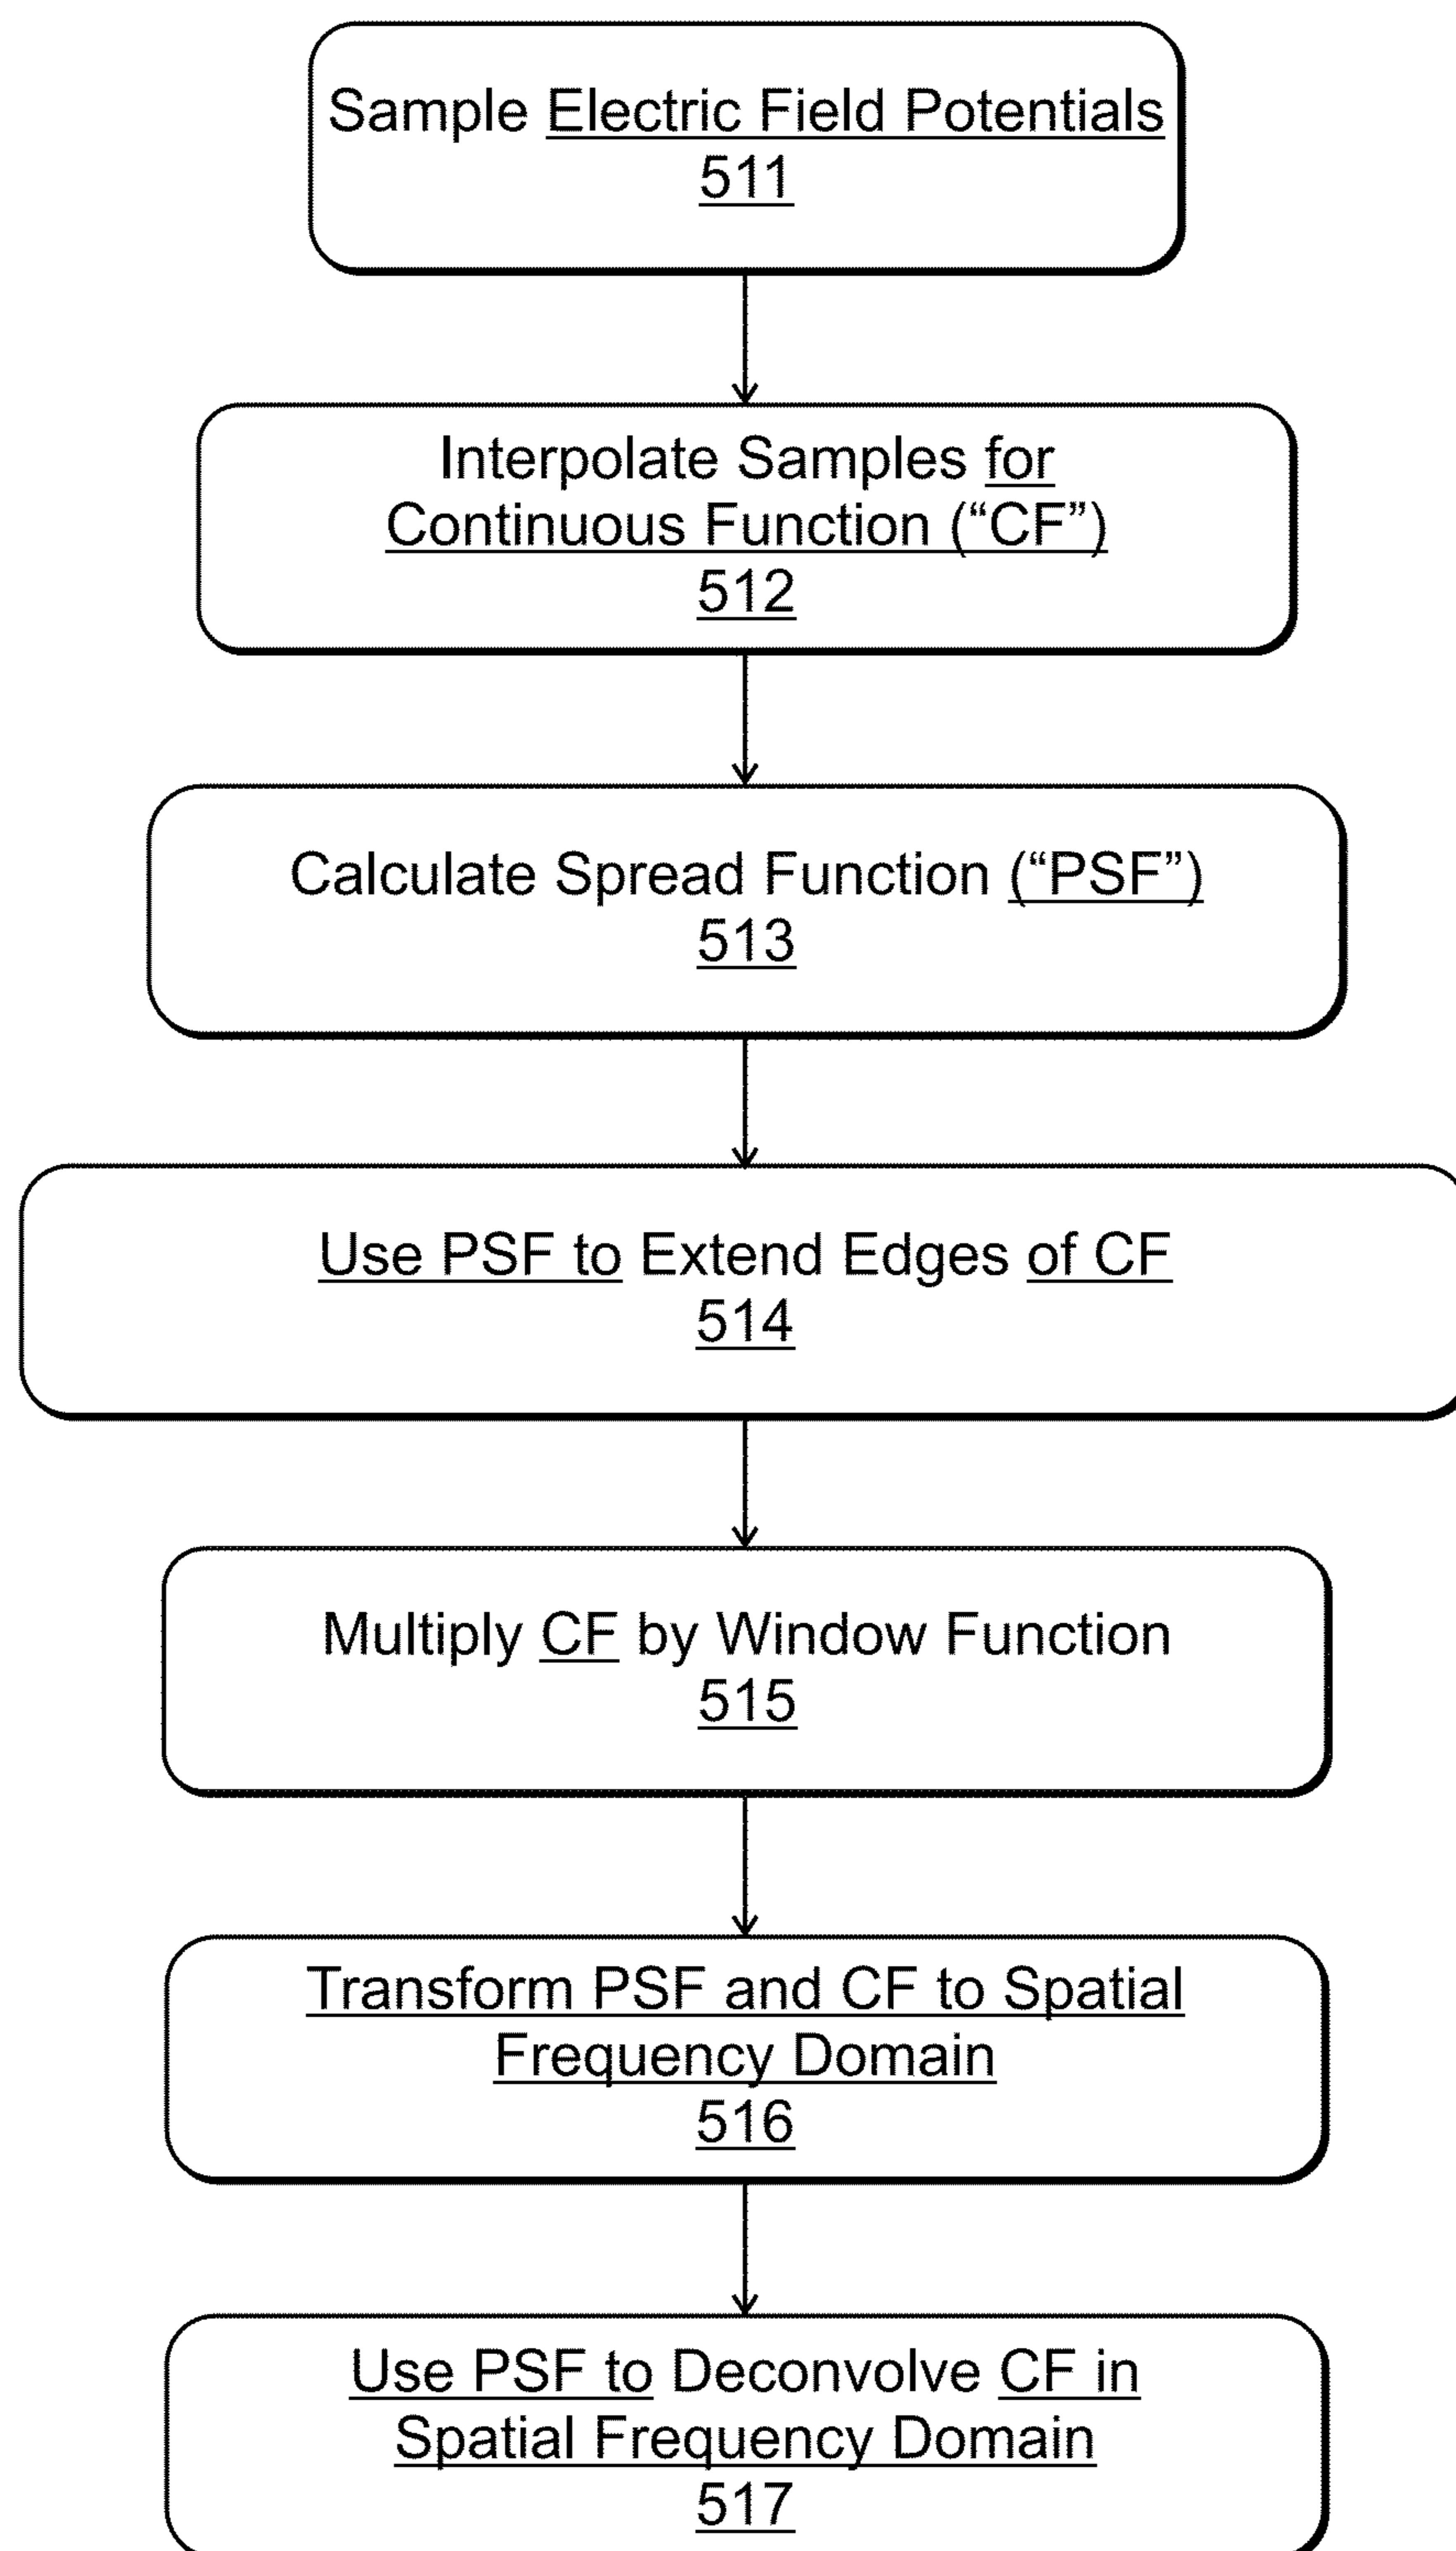 Sample Electric Field Potentials
511
Interpolate Samples for
Continuous Function (“CF”)
512
Calculate Spread Function (“PSF”)
513
Use PSF to Extend Edges of CF
514
Multiply CF by Window Function
515
Transform PSF and CF to Spatial
Frequency Domain
516
Use PSF to Deconvolve CF in
Spatial Frequency Domain
517